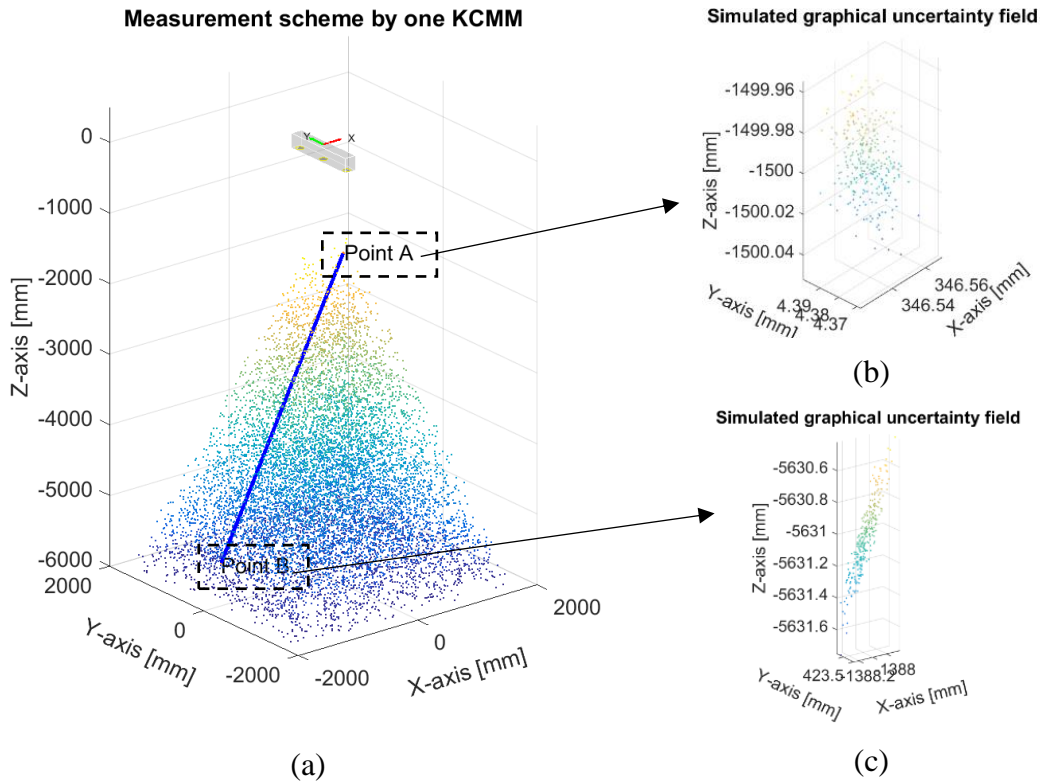 Measurement scheme by one KCMM
0
-1000
-2000
-3000
-4000
-5000
-6000
Z-axis [mm]
Y
X
Point A
Point B
2000
0
-2000
Y-axis [mm]
-2000
0
2000
X-axis [mm]
(a)
Simulated graphical uncertainty field
-1499.96
-1499.98
-1500
-1500.02
-1500.04
Z-axis [mm]
4.39
4.38
4.37
Y-axis [mm]
346.54
346.56
X-axis [mm]
(b)
Simulated graphical uncertainty field
-5630.6
-5630.8
-5631
-5631.2
-5631.4
-5631.6
Z-axis [mm]
423.5
-1388.2
-1388
Y-axis [mm]
X-axis [mm]
(c)